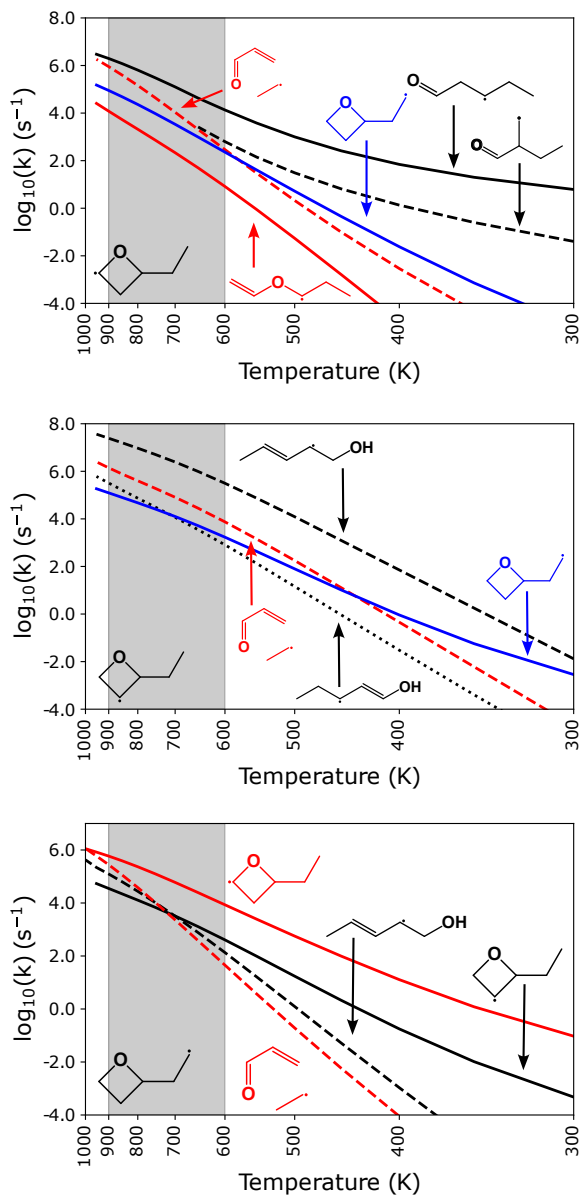 8.0
6.0
4.0
2.0
0.0
-2.0
-4.0
log₁₀(k) (s⁻¹)
O
O
O
O
O
O
1000
900
800
700
600
500
400
300
Temperature (K)
8.0
6.0
4.0
2.0
0.0
-2.0
-4.0
log₁₀(k) (s⁻¹)
OH
O
O
O
OH
1000
900
800
700
600
500
400
300
Temperature (K)
6.0
4.0
2.0
0.0
-2.0
-4.0
log₁₀(k) (s⁻¹)
O
OH
O
O
O
1000
900
800
700
600
500
400
300
Temperature (K)